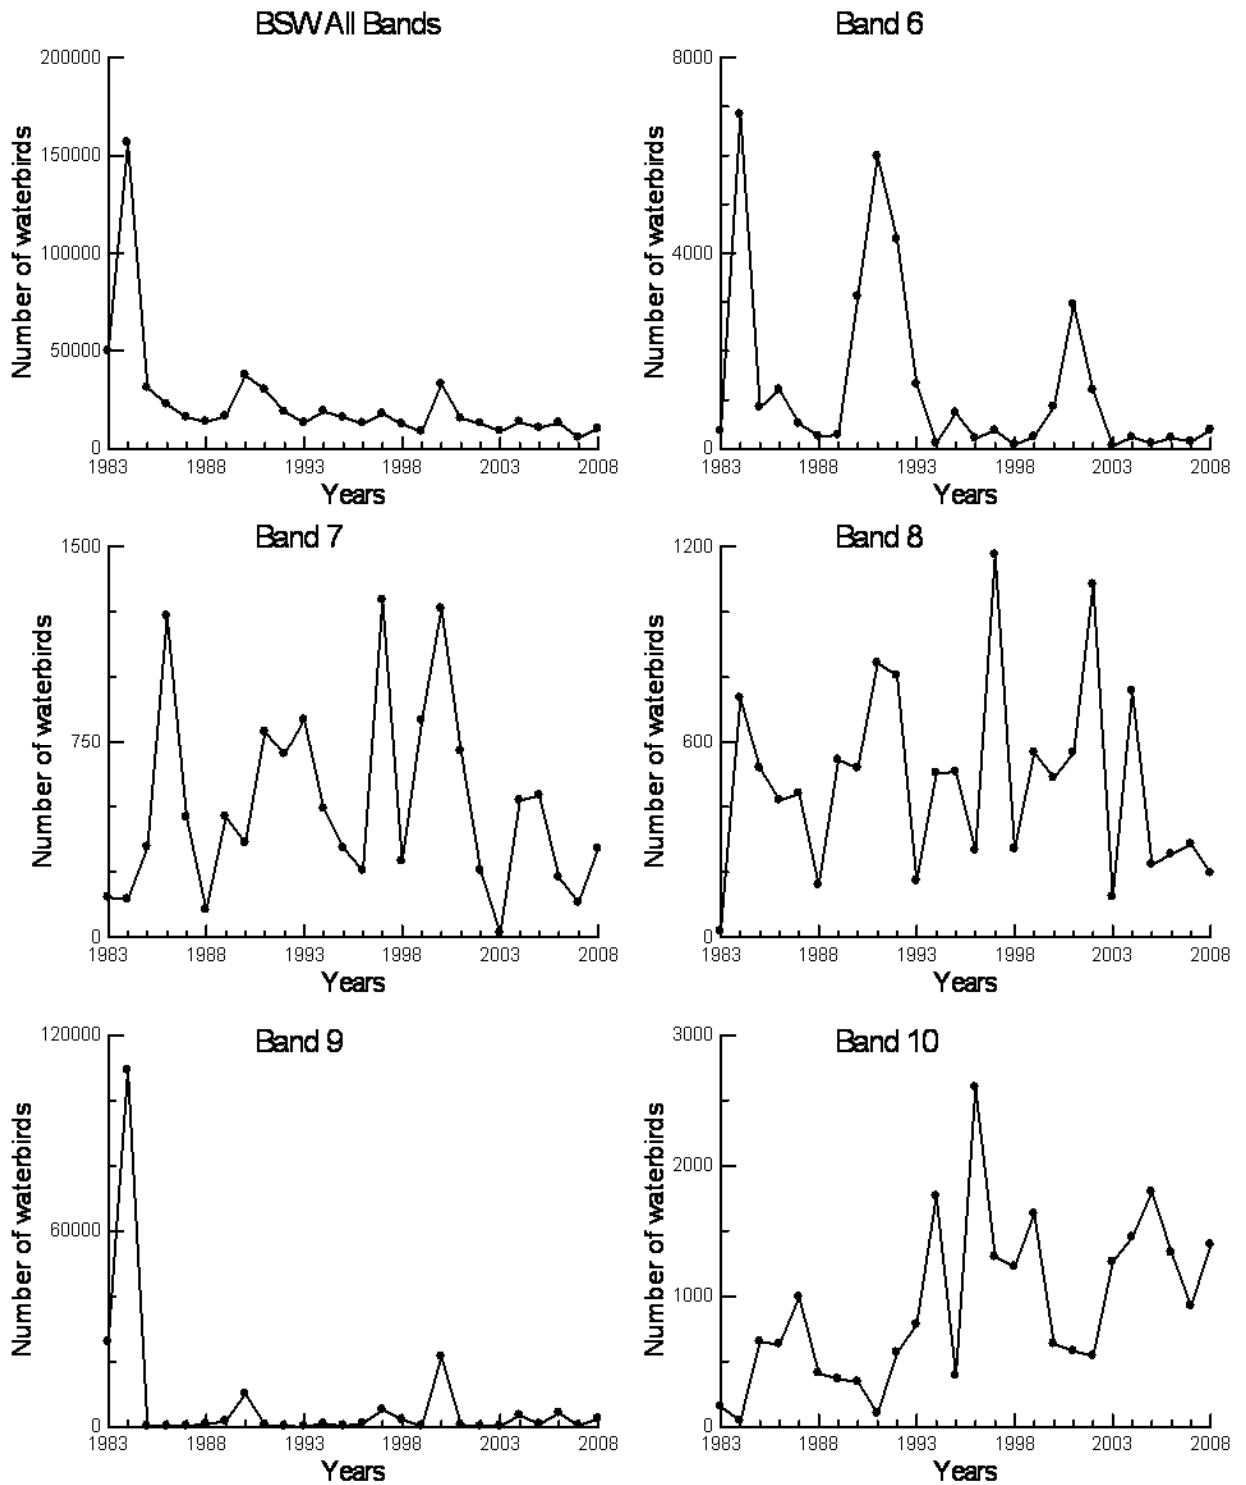 BSW All Bands
200000
150000
100000
50000
0
1983 1988 1993 1998 2003 2008
Number of waterbirds
Years
Band 6
8000
4000
0
1983 1988 1993 1998 2003 2008
Number of waterbirds
Years
Band 7
1500
750
0
1983 1988 1993 1998 2003 2008
Number of waterbirds
Years
Band 8
1200
600
0
1983 1988 1993 1998 2003 2008
Number of waterbirds
Years
Band 9
120000
60000
0
1983 1988 1993 1998 2003 2008
Number of waterbirds
Years
Band 10
3000
2000
1000
0
1983 1988 1993 1998 2003 2008
Number of waterbirds
Years